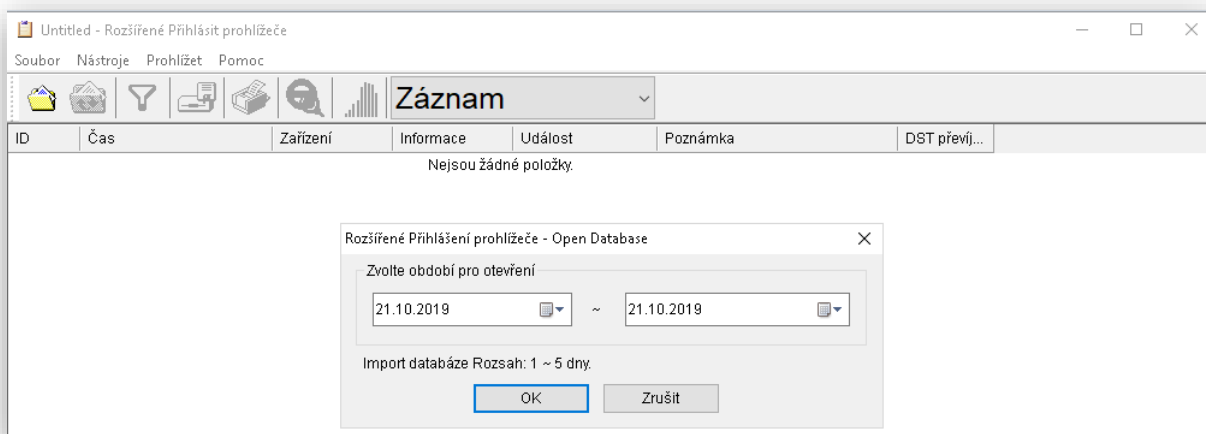 Untitled - Rozšířené Přihlásit prohlížeče
Soubor Nástroje Prohlížet Pomoc
Záznam
ID Čas Zařízení Informace Událost Poznámka DST převíj...
Nejsou žádné položky.
Rozšířené Přihlášení prohlížeče - Open Database
Zvolte období pro otevření
21.10.2019 ~ 21.10.2019
Import databáze Rozsah: 1 ~ 5 dny.
OK Zrušit